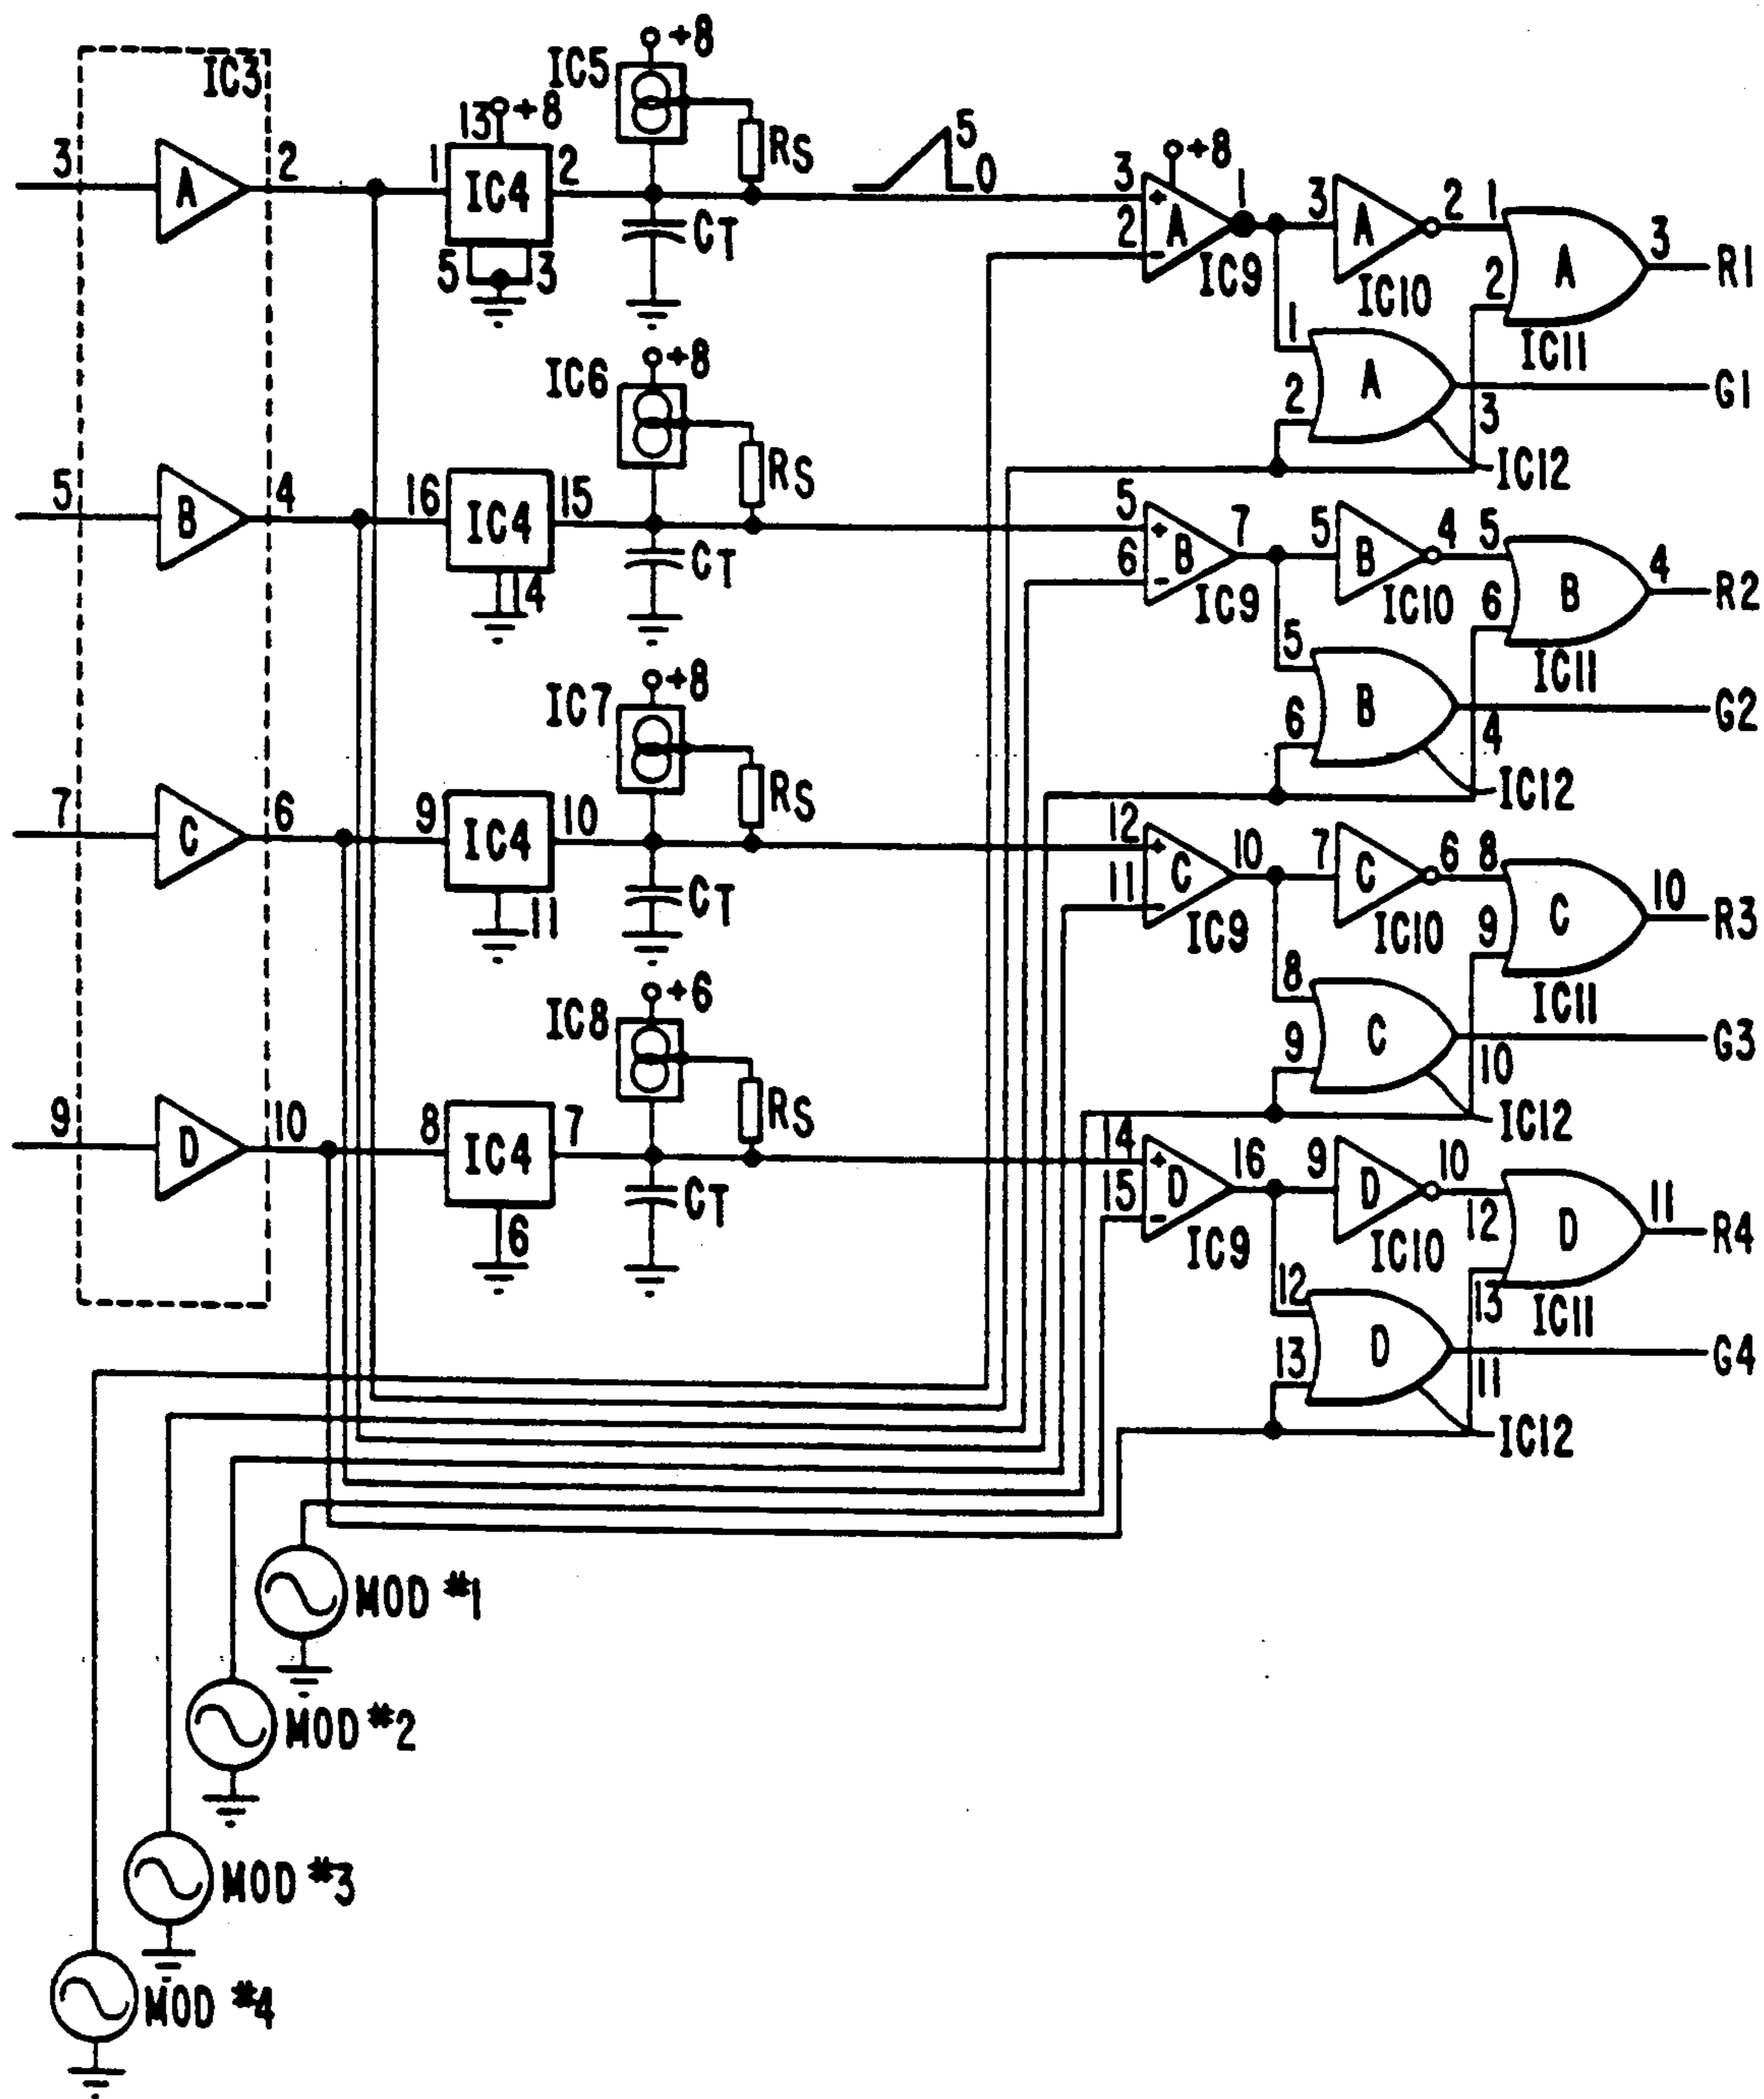 IC3
IC5
+8
13
+8
RS
5
0
3
A
2
1
IC4
2
5
3
CT
+8
3
2
+
-
A
1
IC9
3
A
2
IC10
1
2
A
3
R1
IC11
1
2
A
3
G1
IC12
IC6
+8
RS
5
B
4
16
IC4
15
14
CT
5
6
+
-
B
7
IC9
5
B
4
IC10
5
6
B
4
R2
IC11
5
6
B
4
G2
IC12
IC7
+8
RS
7
C
6
9
IC4
10
11
CT
12
11
+
-
C
10
IC9
7
C
6
IC10
8
9
C
10
R3
IC11
8
9
C
10
G3
IC12
IC8
+6
RS
9
D
10
8
IC4
7
6
CT
14
15
+
-
D
16
IC9
9
D
10
IC10
12
13
D
11
R4
IC11
12
13
D
11
G4
IC12
MOD #1
MOD #2
MOD #3
MOD #4